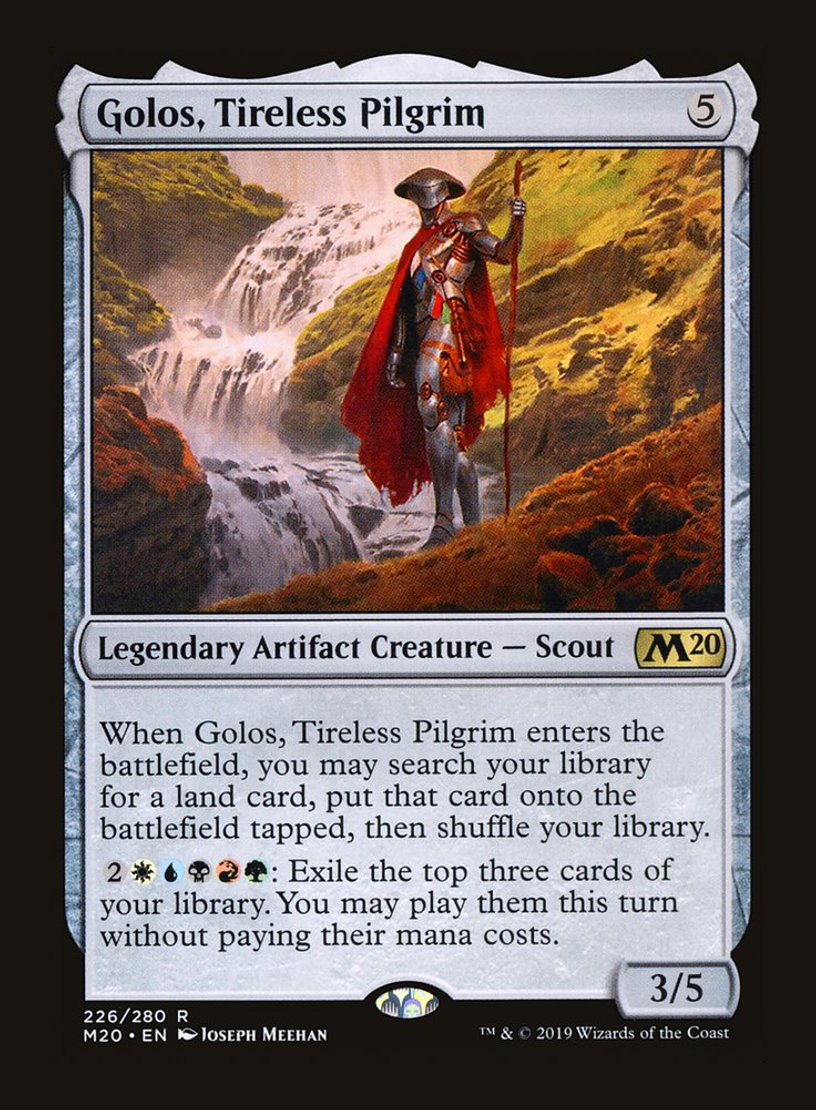 Golos, Tireless Pilgrim 5
Legendary Artifact Creature — Scout M20
When Golos, Tireless Pilgrim enters the
battlefield, you may search your library
for a land card, put that card onto the
battlefield tapped, then shuffle your library.
2: Exile the top three cards of
your library. You may play them this turn
without paying their mana costs.
3/5
226/280 R
M20 • EN Joseph Meehan
™ & © 2019 Wizards of the Coast